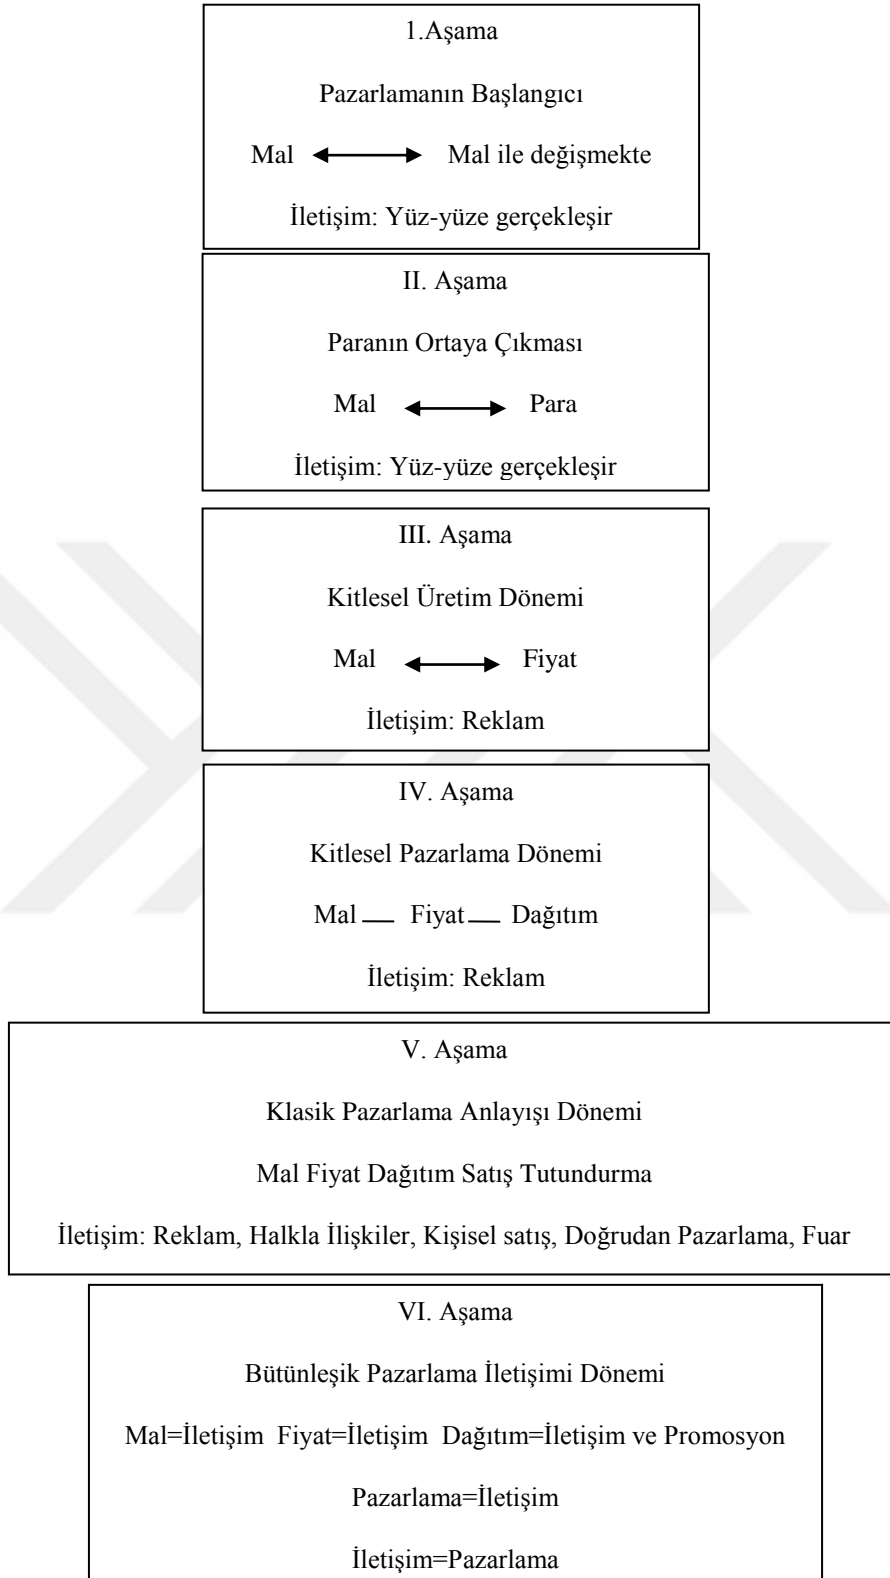 1.Aşama
Pazarlamanın Başlangıcı
Mal Mal ile değişmekte
İletişim: Yüz-yüze gerçekleşir
II. Aşama
Paranın Ortaya Çıkması
Mal Para
İletişim: Yüz-yüze gerçekleşir
III. Aşama
Kitlesel Üretim Dönemi
Mal Fiyat
İletişim: Reklam
IV. Aşama
Kitlesel Pazarlama Dönemi
Mal Fiyat Dağıtım
İletişim: Reklam
V. Aşama
Klasik Pazarlama Anlayışı Dönemi
Mal Fiyat Dağıtım Satış Tutundurma
İletişim: Reklam, Halkla İlişkiler, Kişisel satış, Doğrudan Pazarlama, Fuar
VI. Aşama
Bütünleşik Pazarlama İletişimi Dönemi
Mal=İletişim Fiyat=İletişim Dağıtım=İletişim ve Promosyon
Pazarlama=İletişim
İletişim=Pazarlama